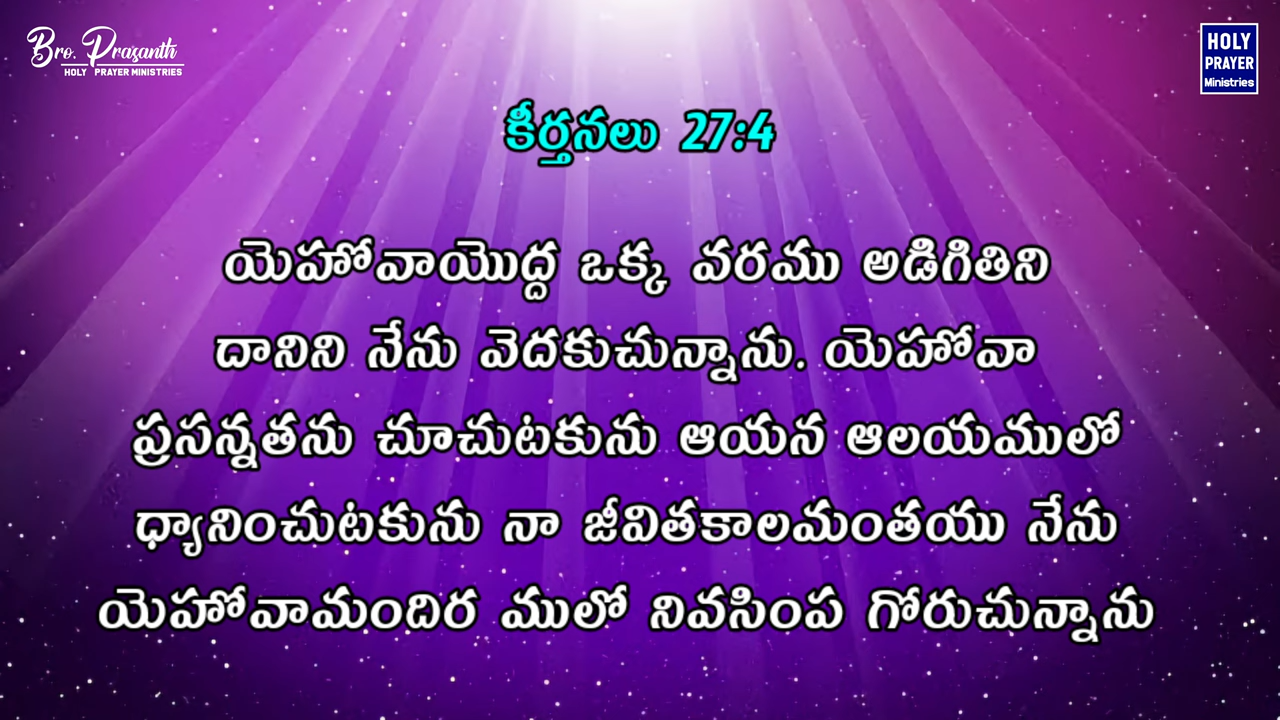 Bro. Prasanth
HOLY PRAYER MINISTRIES
HOLY
PRAYER
Ministries
కీర్తనలు 27:4
యెహోవాయొద్ద ఒక్క వరము అడిగితిని
దానిని నేను వెదకుచున్నాను. యెహోవా
ప్రసన్నతను చూచుటకును ఆయన ఆలయములో
ధ్యానించుటకును నా జీవితకాలమంతయు నేను
యెహోవామందిర ములో నివసింప గోరుచున్నాను